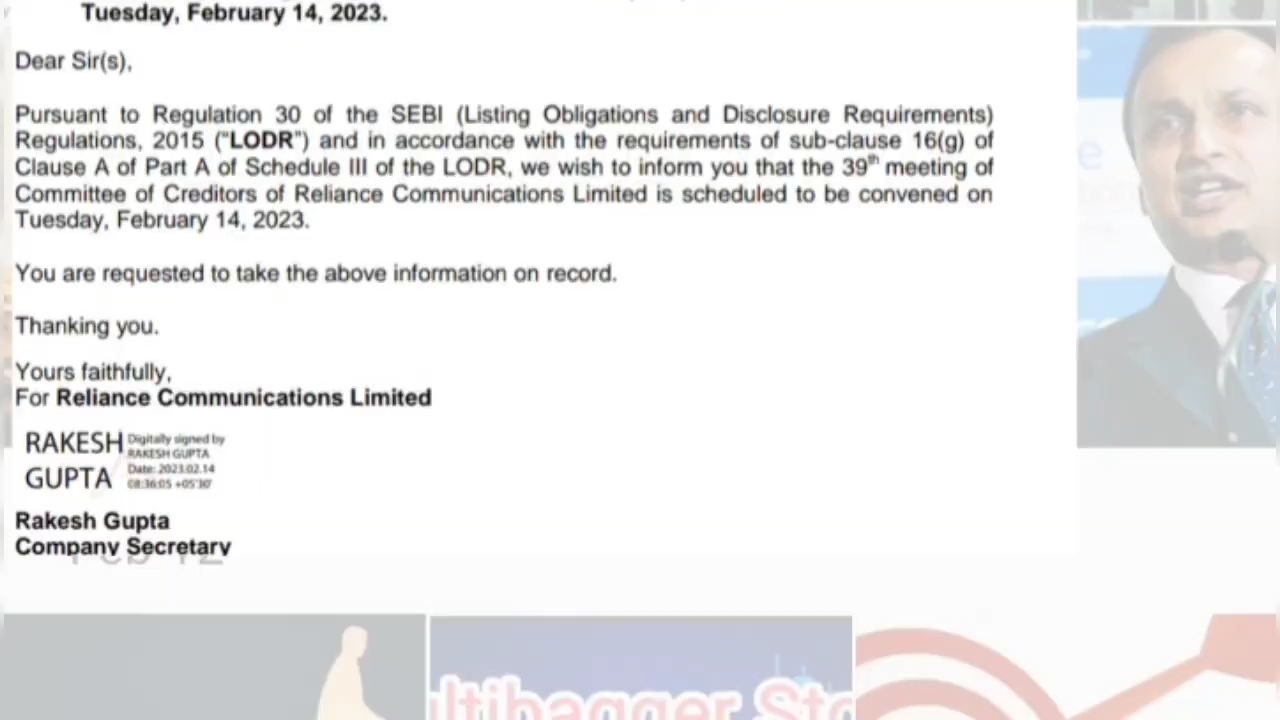 Tuesday, February 14, 2023.
Dear Sir(s),
Pursuant to Regulation 30 of the SEBI (Listing Obligations and Disclosure Requirements)
Regulations, 2015 ("LODR") and in accordance with the requirements of sub-clause 16(g) of
Clause A of Part A of Schedule III of the LODR, we wish to inform you that the 39th meeting of
Committee of Creditors of Reliance Communications Limited is scheduled to be convened on
Tuesday, February 14, 2023.
You are requested to take the above information on record.
Thanking you.
Yours faithfully,
For Reliance Communications Limited
RAKESH
GUPTA
Digitally signed by
RAKESH GUPTA
Date: 2023.02.14
08:36:05 +05'30'
Rakesh Gupta
Company Secretary
ltibagger Sto